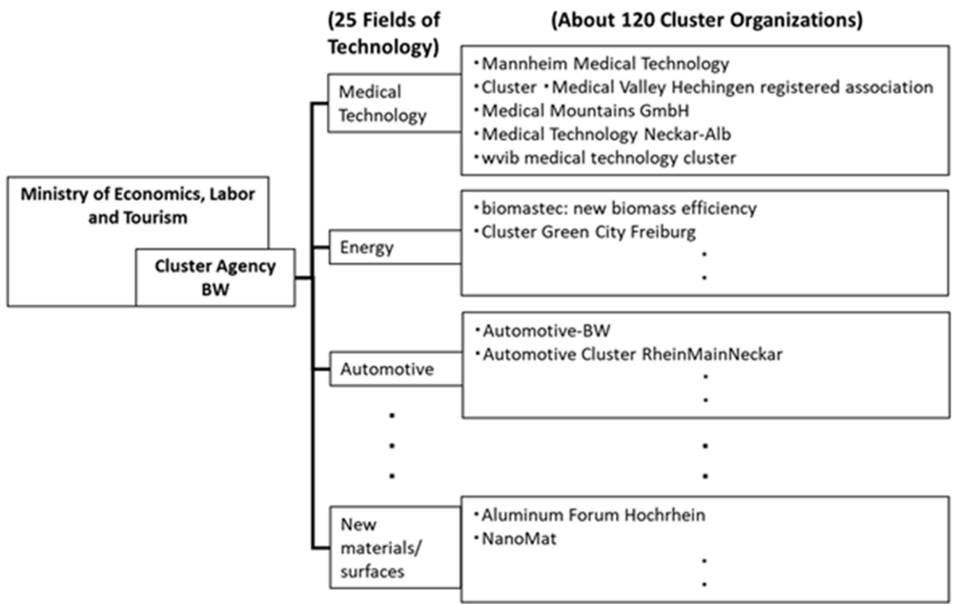 (25 Fields of
Technology)
(About 120 Cluster Organizations)
Ministry of Economics, Labor
and Tourism
Cluster Agency
BW
Medical
Technology
・Mannheim Medical Technology
・Cluster ・Medical Valley Hechingen registered association
・Medical Mountains GmbH
・Medical Technology Neckar-Alb
・wvib medical technology cluster
Energy
・biomastec: new biomass efficiency
・Cluster Green City Freiburg
・
・
Automotive
・Automotive-BW
・Automotive Cluster RheinMainNeckar
・
・
・
・
・
・
・
・
New
materials/
surfaces
・Aluminum Forum Hochrhein
・NanoMat
・
・